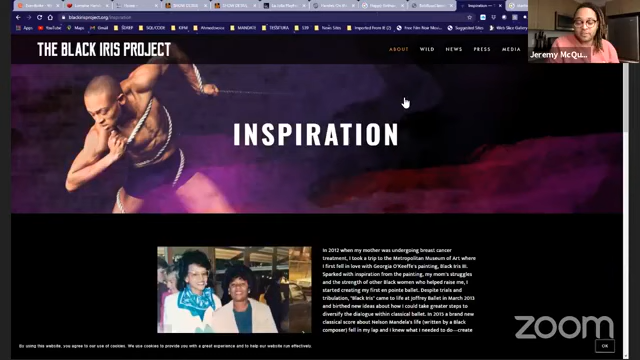 blackirisproject.org/inspiration
THE BLACK IRIS PROJECT
ABOUT WILD NEWS PRESS MEDIA
Jeremy McQu...
INSPIRATION
In 2012 when my mother was undergoing breast cancer
treatment, I took a trip to the Metropolitan Museum of Art where
I first fell in love with Georgia O'Keeffe's painting, Black Iris III.
Sparked with inspiration from the painting, my mom's struggles
and the strength of other Black women who helped raise me, I
started creating my first en pointe ballet. Despite trials and
tribulation, "Black Iris" came to life at Joffrey Ballet in March 2013
and birthed new ideas about how I could take greater steps to
diversify the dialogue within classical ballet. In 2015 a brand new
classical score about Nelson Mandela's life (written by a Black
composer) fell in my lap and I knew what I needed to do—create
By using this website, you agree to our use of cookies. We use cookies to provide you with a great experience and to help our website run effectively.
OK
zoom